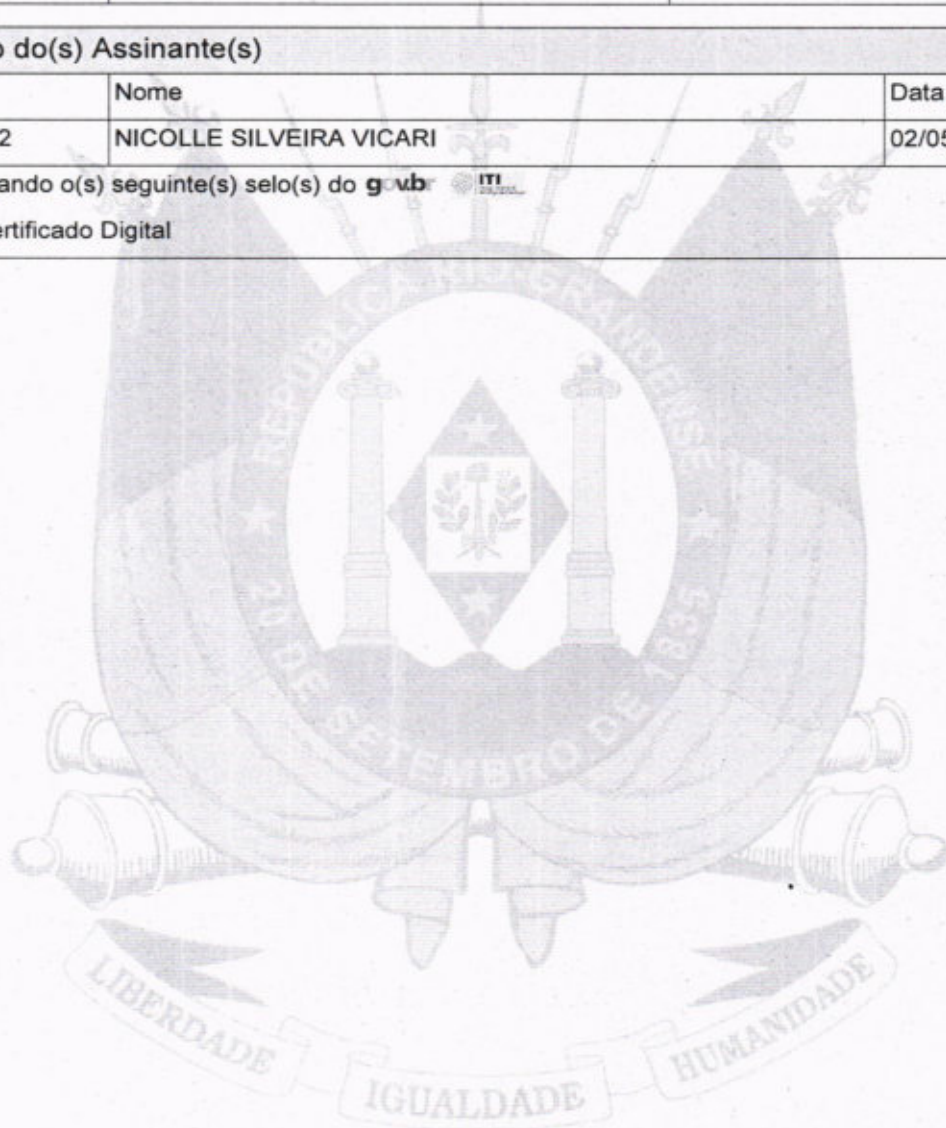 o do(s) Assinante(s)
Nome Data
2 NICOLLE SILVEIRA VICARI 02/05
ando o(s) seguinte(s) selo(s) do gov.br ITI
ertificado Digital
REPÚBLICA RIO-GRANDENSE
20 DE SETEMBRO DE 1835
LIBERDADE
IGUALDADE
HUMANIDADE